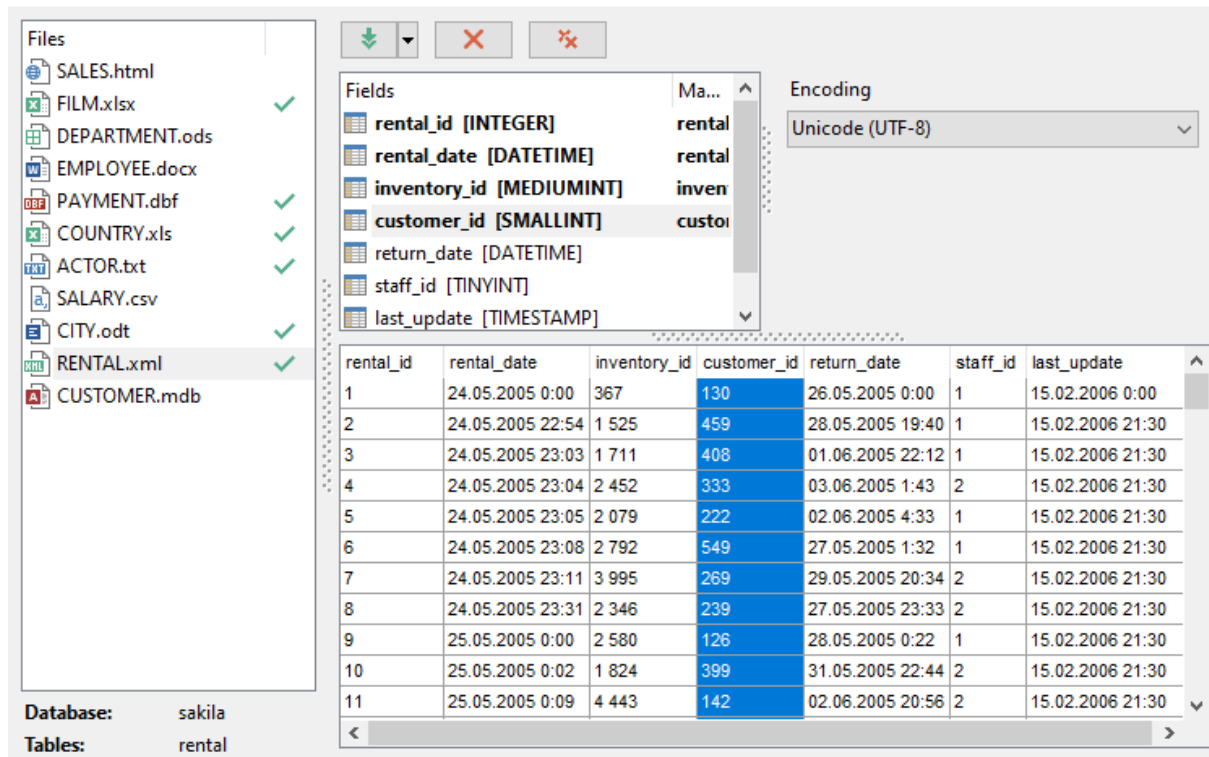 Files
SALES.html
FILM.xlsx
DEPARTMENT.ods
EMPLOYEE.docx
PAYMENT.dbf
COUNTRY.xls
ACTOR.txt
SALARY.csv
CITY.odt
RENTAL.xml
CUSTOMER.mdb
Database: sakila
Tables: rental
Fields Ma...
rental_id [INTEGER] rental
rental_date [DATETIME] rental
inventory_id [MEDIUMINT] inven
customer_id [SMALLINT] custo
return_date [DATETIME]
staff_id [TINYINT]
last_update [TIMESTAMP]
Encoding
Unicode (UTF-8)
rental_id rental_date inventory_id customer_id return_date staff_id last_update
1 24.05.2005 0:00 367 130 26.05.2005 0:00 1 15.02.2006 0:00
2 24.05.2005 22:54 1 525 459 28.05.2005 19:40 1 15.02.2006 21:30
3 24.05.2005 23:03 1 711 408 01.06.2005 22:12 1 15.02.2006 21:30
4 24.05.2005 23:04 2 452 333 03.06.2005 1:43 2 15.02.2006 21:30
5 24.05.2005 23:05 2 079 222 02.06.2005 4:33 1 15.02.2006 21:30
6 24.05.2005 23:08 2 792 549 27.05.2005 1:32 1 15.02.2006 21:30
7 24.05.2005 23:11 3 995 269 29.05.2005 20:34 2 15.02.2006 21:30
8 24.05.2005 23:31 2 346 239 27.05.2005 23:33 2 15.02.2006 21:30
9 25.05.2005 0:00 2 580 126 28.05.2005 0:22 1 15.02.2006 21:30
10 25.05.2005 0:02 1 824 399 31.05.2005 22:44 2 15.02.2006 21:30
11 25.05.2005 0:09 4 443 142 02.06.2005 20:56 2 15.02.2006 21:30